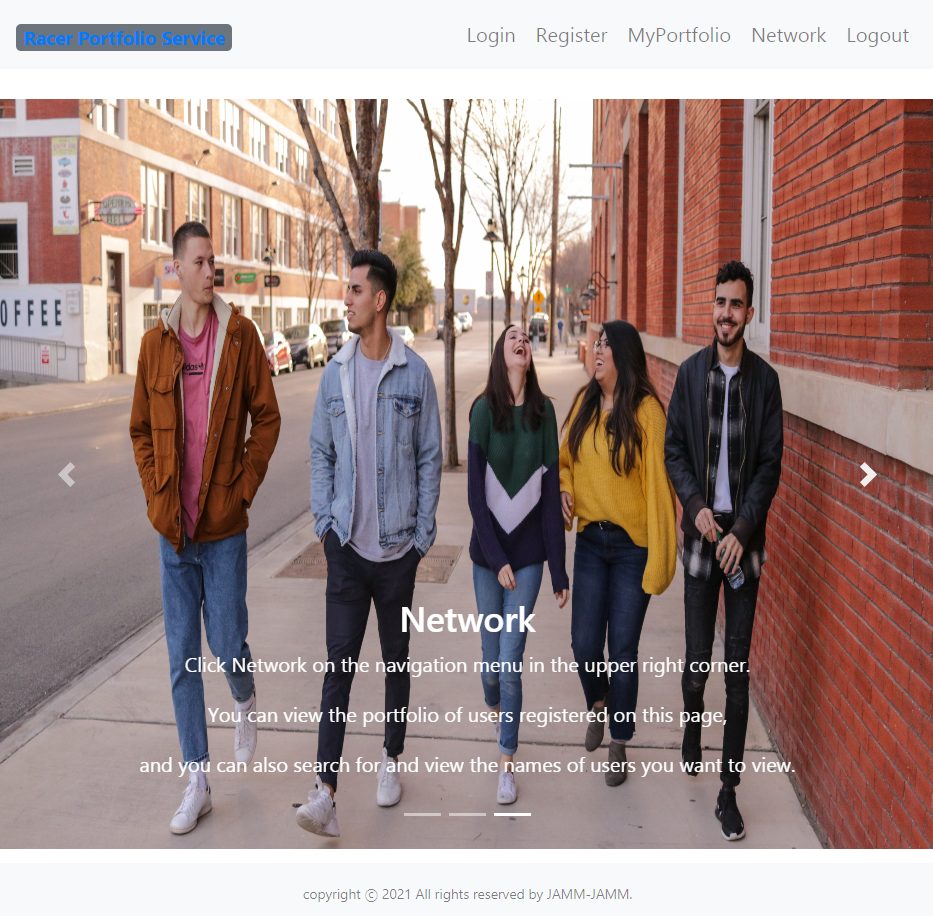 Racer Portfolio Service
Login Register MyPortfolio Network Logout
OFFEE
Network
Click Network on the navigation menu in the upper right corner.
You can view the portfolio of users registered on this page,
and you can also search for and view the names of users you want to view.
copyright ⓒ 2021 All rights reserved by JAMM-JAMM.